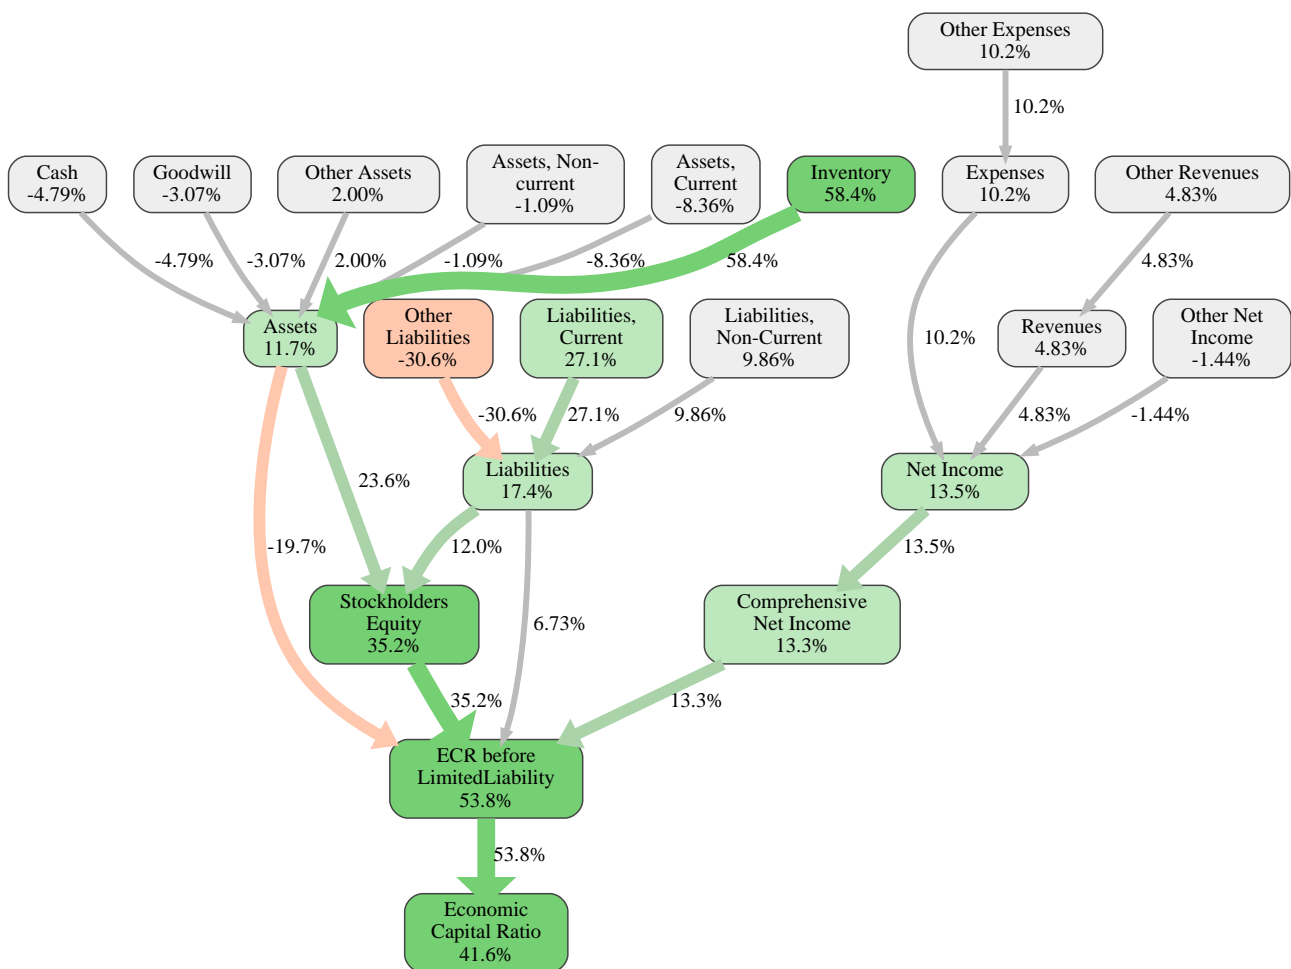 Other Expenses
10.2%
10.2%
Cash
-4.79%
Goodwill
-3.07%
Other Assets
2.00%
Assets, Non-
current
-1.09%
Assets,
Current
-8.36%
Inventory
58.4%
Expenses
10.2%
Other Revenues
4.83%
-4.79%
-3.07%
2.00%
-1.09%
-8.36%
58.4%
4.83%
Assets
11.7%
Other
Liabilities
-30.6%
Liabilities,
Current
27.1%
Liabilities,
Non-Current
9.86%
10.2%
Revenues
4.83%
Other Net
Income
-1.44%
-30.6%
27.1%
9.86%
4.83%
-1.44%
23.6%
Liabilities
17.4%
Net Income
13.5%
-19.7%
12.0%
13.5%
Stockholders
Equity
35.2%
6.73%
Comprehensive
Net Income
13.3%
35.2%
13.3%
ECR before
LimitedLiability
53.8%
53.8%
Economic
Capital Ratio
41.6%